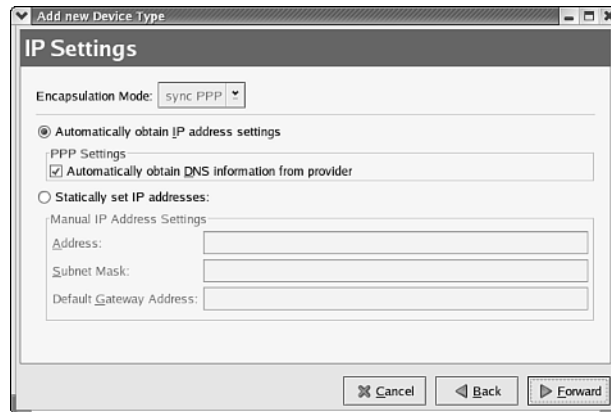 Add new Device Type
IP Settings
Encapsulation Mode: sync PPP
Automatically obtain IP address settings
PPP Settings
Automatically obtain DNS information from provider
Statically set IP addresses:
Manual IP Address Settings
Address:
Subnet Mask:
Default Gateway Address:
Cancel Back Forward